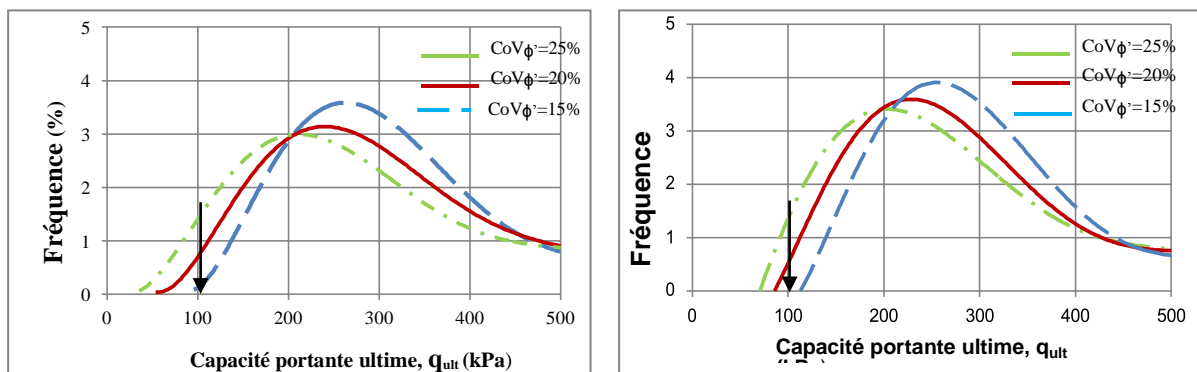 5
4
3
2
1
0
Fréquence (%)
CoVϕ'=25%
CoVϕ'=20%
CoVϕ'=15%
0 100 200 300 400 500
Capacité portante ultime, qult (kPa)
5
4
3
2
1
0
Fréquence
CoVϕ'=25%
CoVϕ'=20%
CoVϕ'=15%
0 100 200 300 400 500
Capacité portante ultime, qult